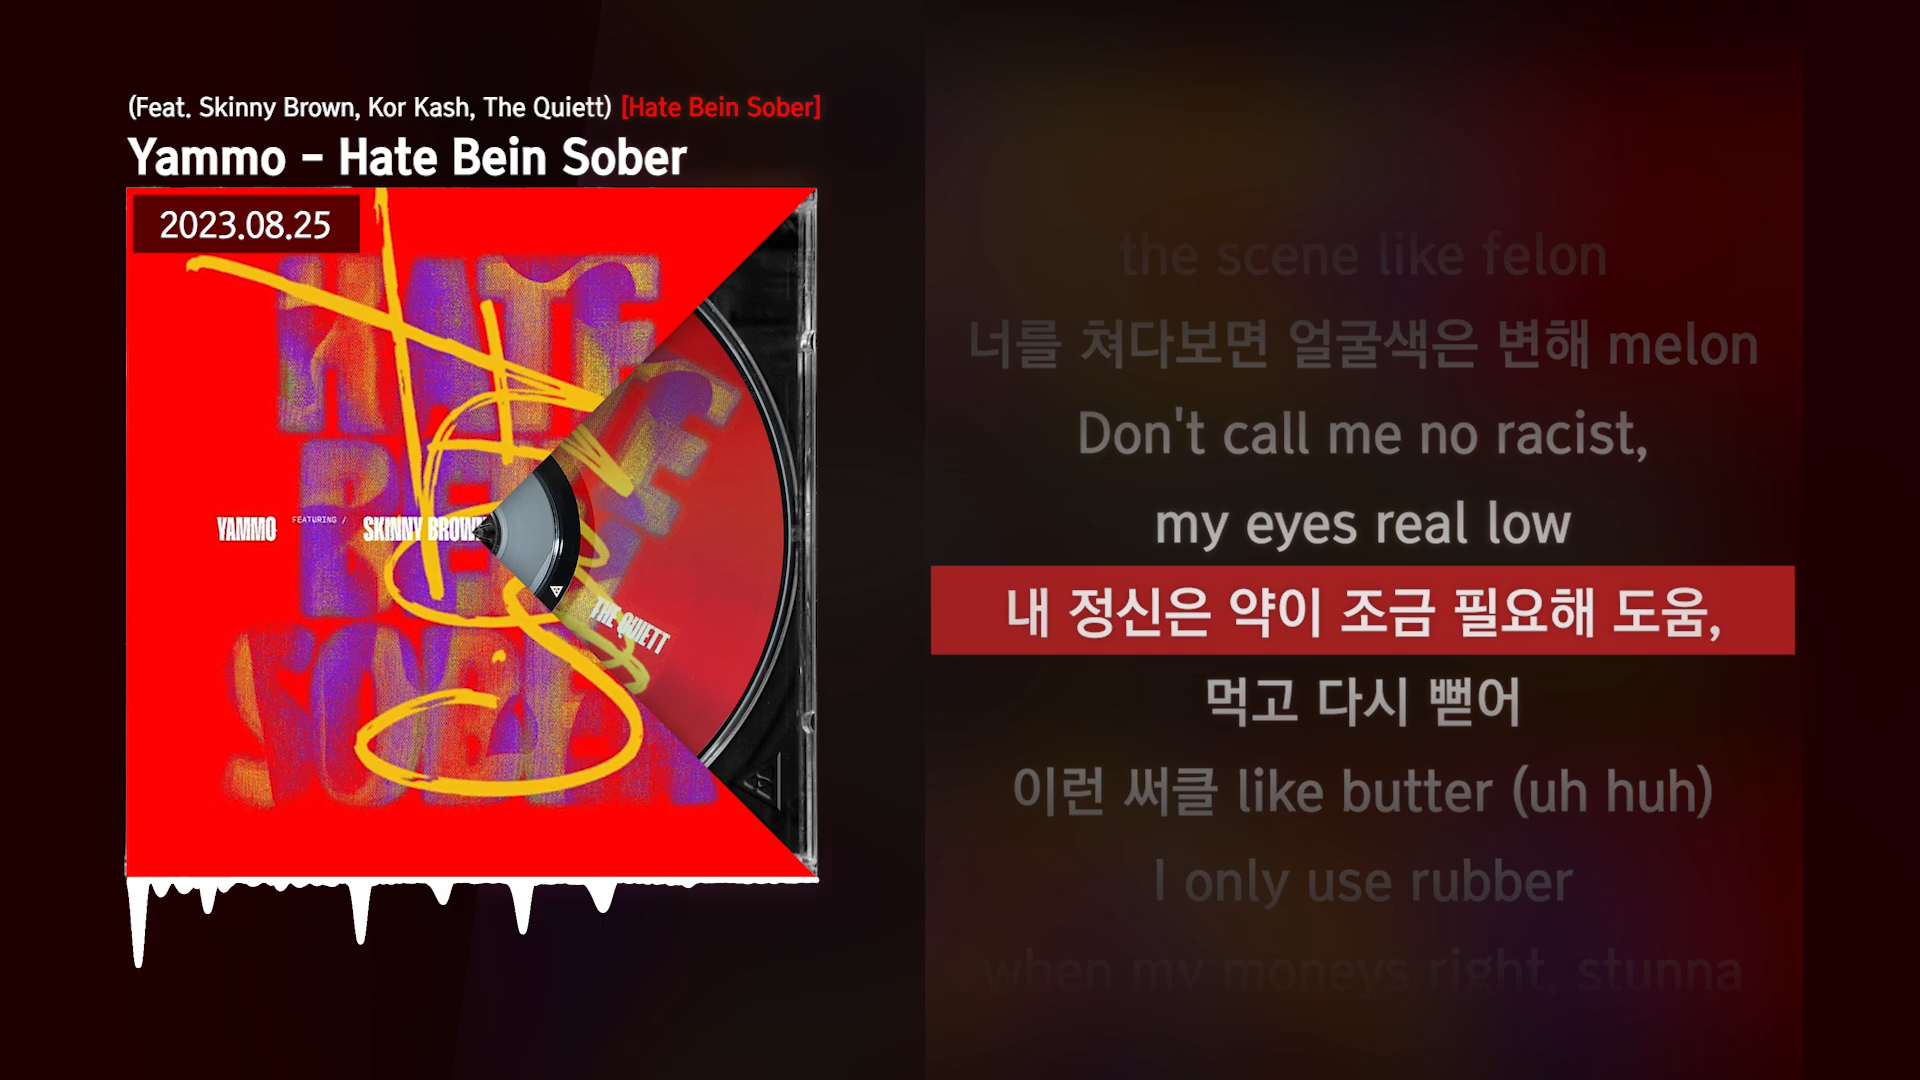 (Feat. Skinny Brown, Kor Kash, The Quiett) [Hate Bein Sober]
Yammo - Hate Bein Sober
2023.08.25
HATE
BEIN
SOBER
YAMMO FEATURING / SKINNY BROWN
THE QUIETT
the scene like felon
너를 쳐다보면 얼굴색은 변해 melon
Don't call me no racist,
my eyes real low
내 정신은 약이 조금 필요해 도움,
먹고 다시 뻗어
이런 써클 like butter (uh huh)
I only use rubber
when my moneys right, stunna